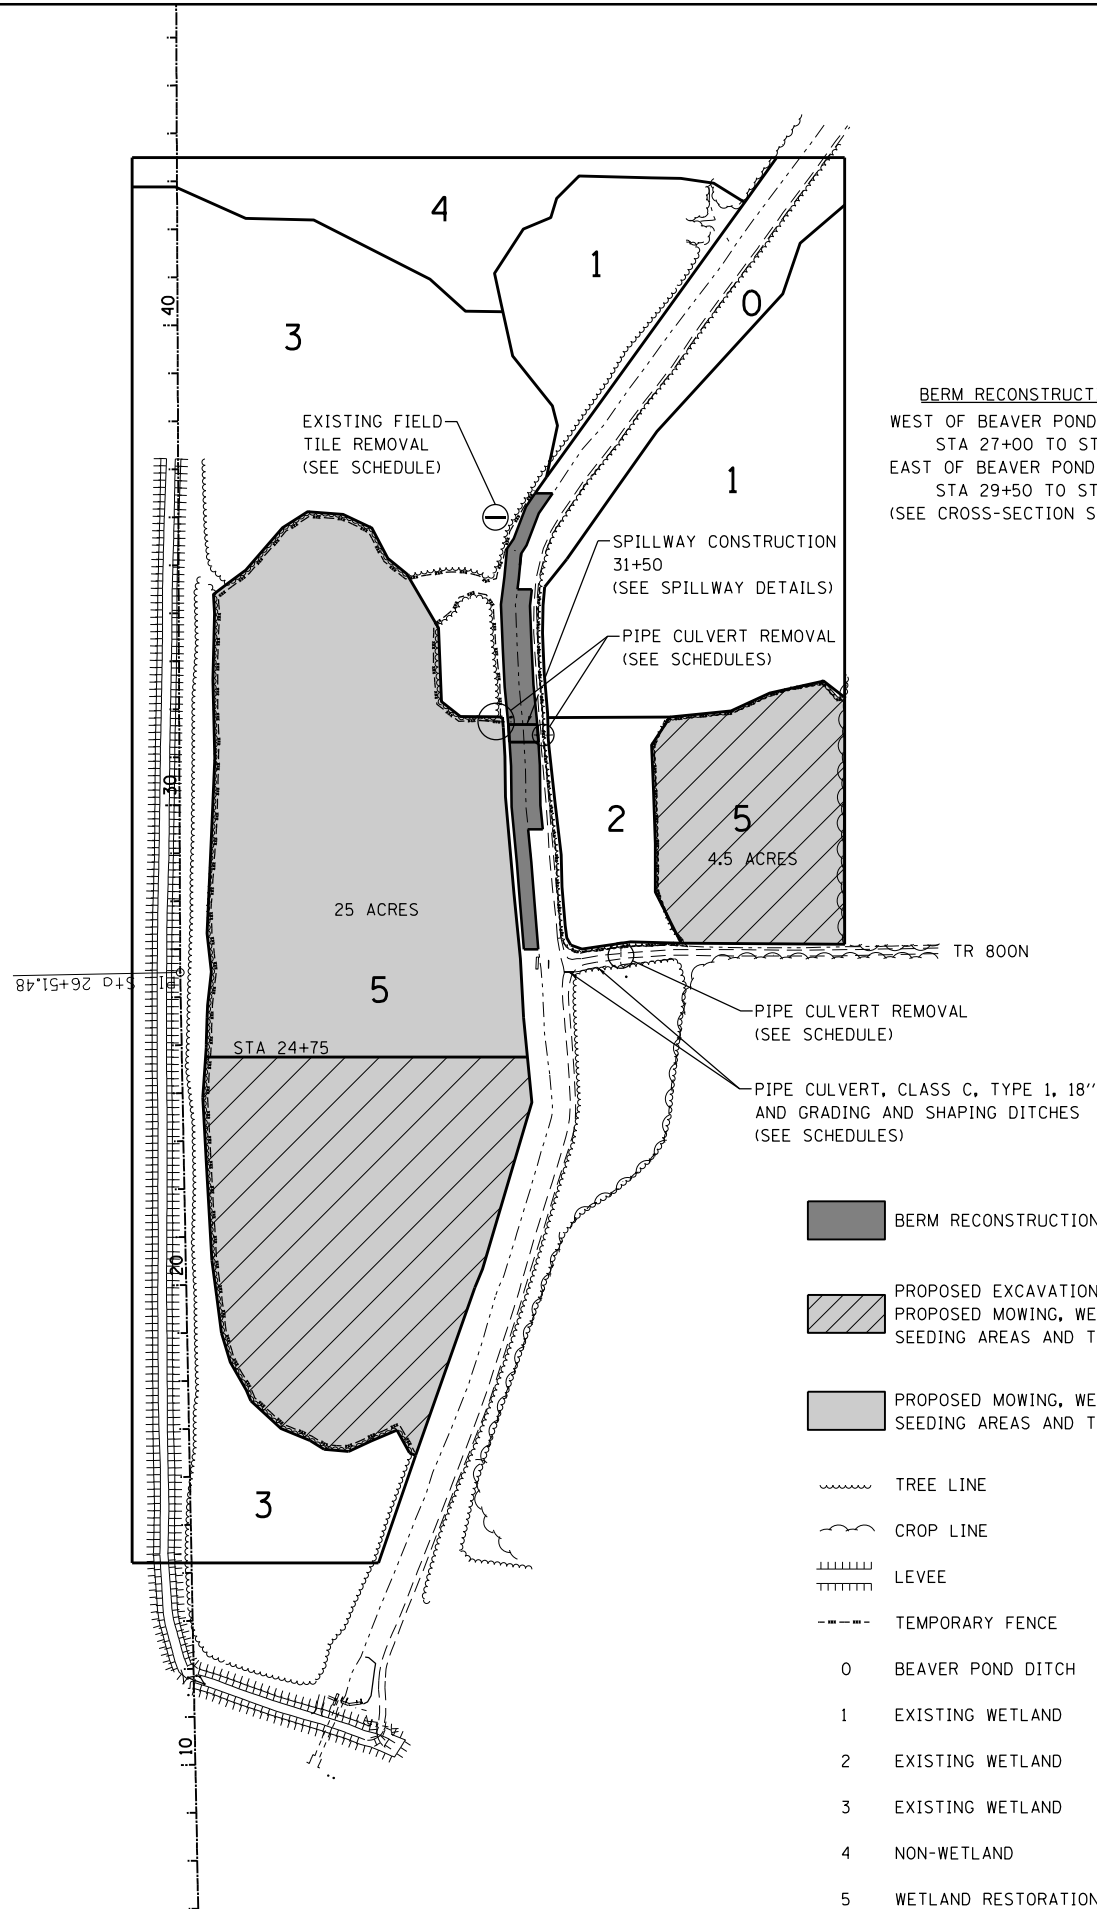 4
1
0
40
3
BERM RECONSTRUCT
WEST OF BEAVER POND
STA 27+00 TO ST
EAST OF BEAVER POND
STA 29+50 TO ST
(SEE CROSS-SECTION S
EXISTING FIELD
TILE REMOVAL
(SEE SCHEDULE)
1
SPILLWAY CONSTRUCTION
31+50
(SEE SPILLWAY DETAILS)
PIPE CULVERT REMOVAL
(SEE SCHEDULES)
30
2
5
4.5 ACRES
25 ACRES
TR 800N
PI Sta 26+51.48
5
PIPE CULVERT REMOVAL
(SEE SCHEDULE)
STA 24+75
PIPE CULVERT, CLASS C, TYPE 1, 18"
AND GRADING AND SHAPING DITCHES
(SEE SCHEDULES)
20
BERM RECONSTRUCTION
PROPOSED EXCAVATION
PROPOSED MOWING, WE
SEEDING AREAS AND T
PROPOSED MOWING, WE
SEEDING AREAS AND T
3
TREE LINE
CROP LINE
LEVEE
TEMPORARY FENCE
0 BEAVER POND DITCH
1 EXISTING WETLAND
10
2 EXISTING WETLAND
3 EXISTING WETLAND
4 NON-WETLAND
5 WETLAND RESTORATION